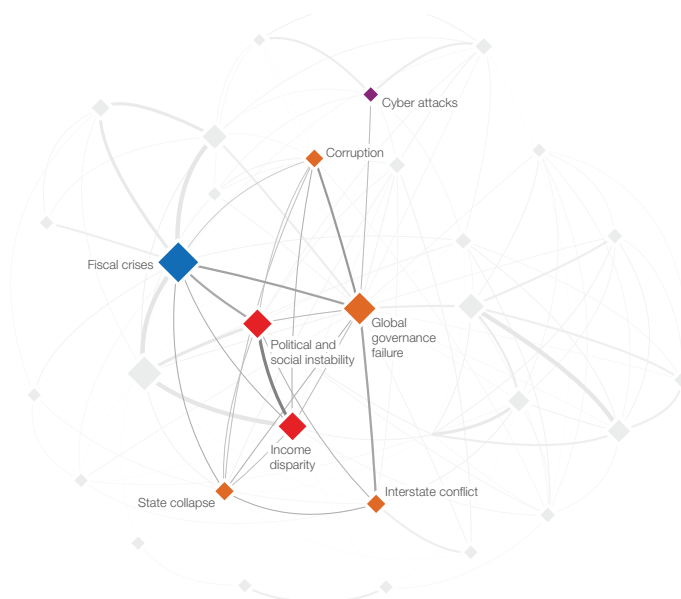 Cyber attacks
Corruption
Fiscal crises
Global
governance
failure
Political and
social instability
Income
disparity
State collapse
Interstate conflict